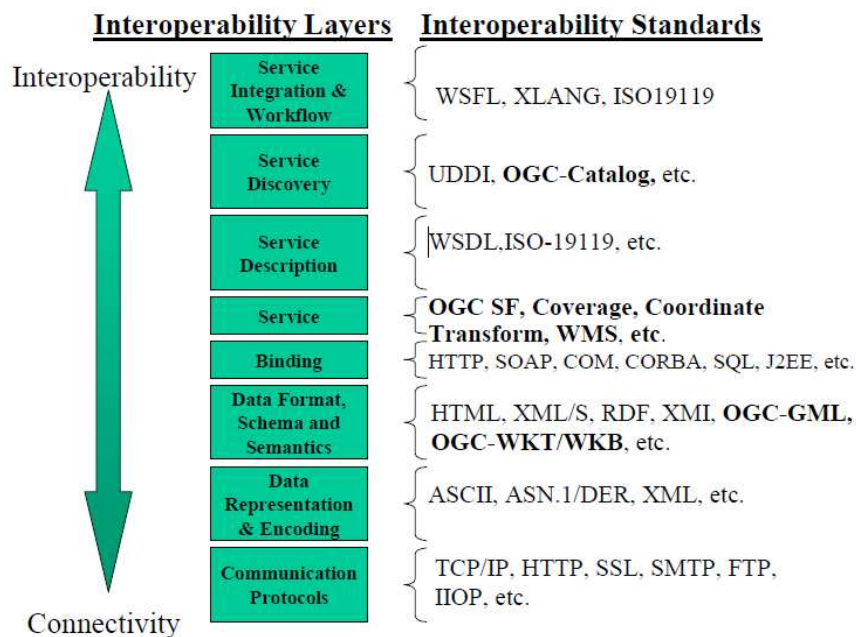 Interoperability Layers Interoperability Standards
Interoperability
Service
Integration &
Workflow
WSFL, XLANG, ISO19119
Service
Discovery
UDDI, OGC-Catalog, etc.
Service
Description
WSDL,ISO-19119, etc.
Service
OGC SF, Coverage, Coordinate
Transform, WMS, etc.
Binding
HTTP, SOAP, COM, CORBA, SQL, J2EE, etc.
Data Format,
Schema and
Semantics
HTML, XML/S, RDF, XMI, OGC-GML,
OGC-WKT/WKB, etc.
Data
Representation
& Encoding
ASCII, ASN.1/DER, XML, etc.
Communication
Protocols
TCP/IP, HTTP, SSL, SMTP, FTP,
IIOP, etc.
Connectivity